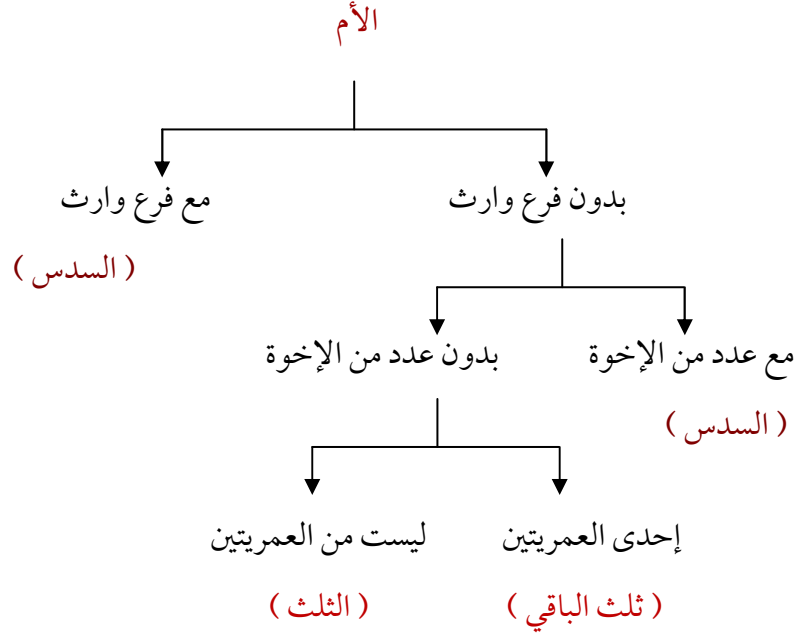 الأم
بدون فرع وارث
مع فرع وارث
( السدس )
مع عدد من الإخوة
بدون عدد من الإخوة
( السدس )
إحدى العمريتين
ليست من العمريتين
( ثلث الباقي )
( الثلث )